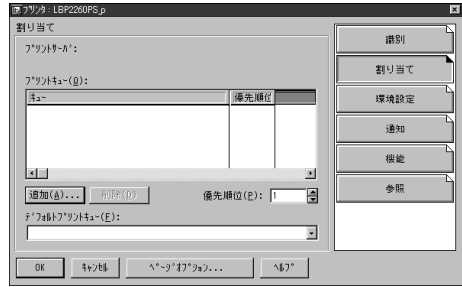 ﾌﾟﾘﾝﾀ : LBP2260PS_p
割り当て
ﾌﾟﾘﾝﾄｻｰﾊﾞ:
ﾌﾟﾘﾝﾄｷｭｰ(Q):
ｷｭｰ 優先順位
追加(A)... 削除(D) 優先順位(P): 1
ﾃﾞﾌｫﾙﾄﾌﾟﾘﾝﾄｷｭｰ(F):
OK ｷｬﾝｾﾙ ﾍﾟｰｼﾞｵﾌﾟｼｮﾝ... ﾍﾙﾌﾟ
識別
割り当て
環境設定
通知
機能
参照